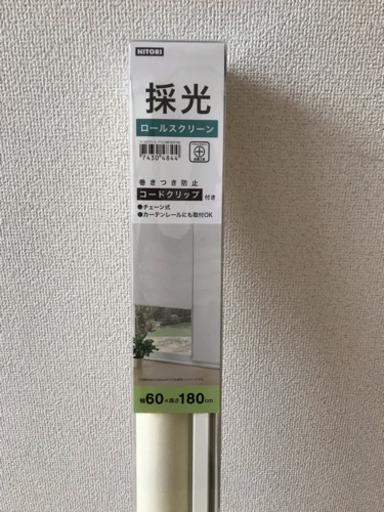 NITORI
採光
ロールスクリーン
74304844
巻きつき防止
コードクリップ付き
●チェーン式
●カーテンレールにも取付OK
幅60×高さ180cm